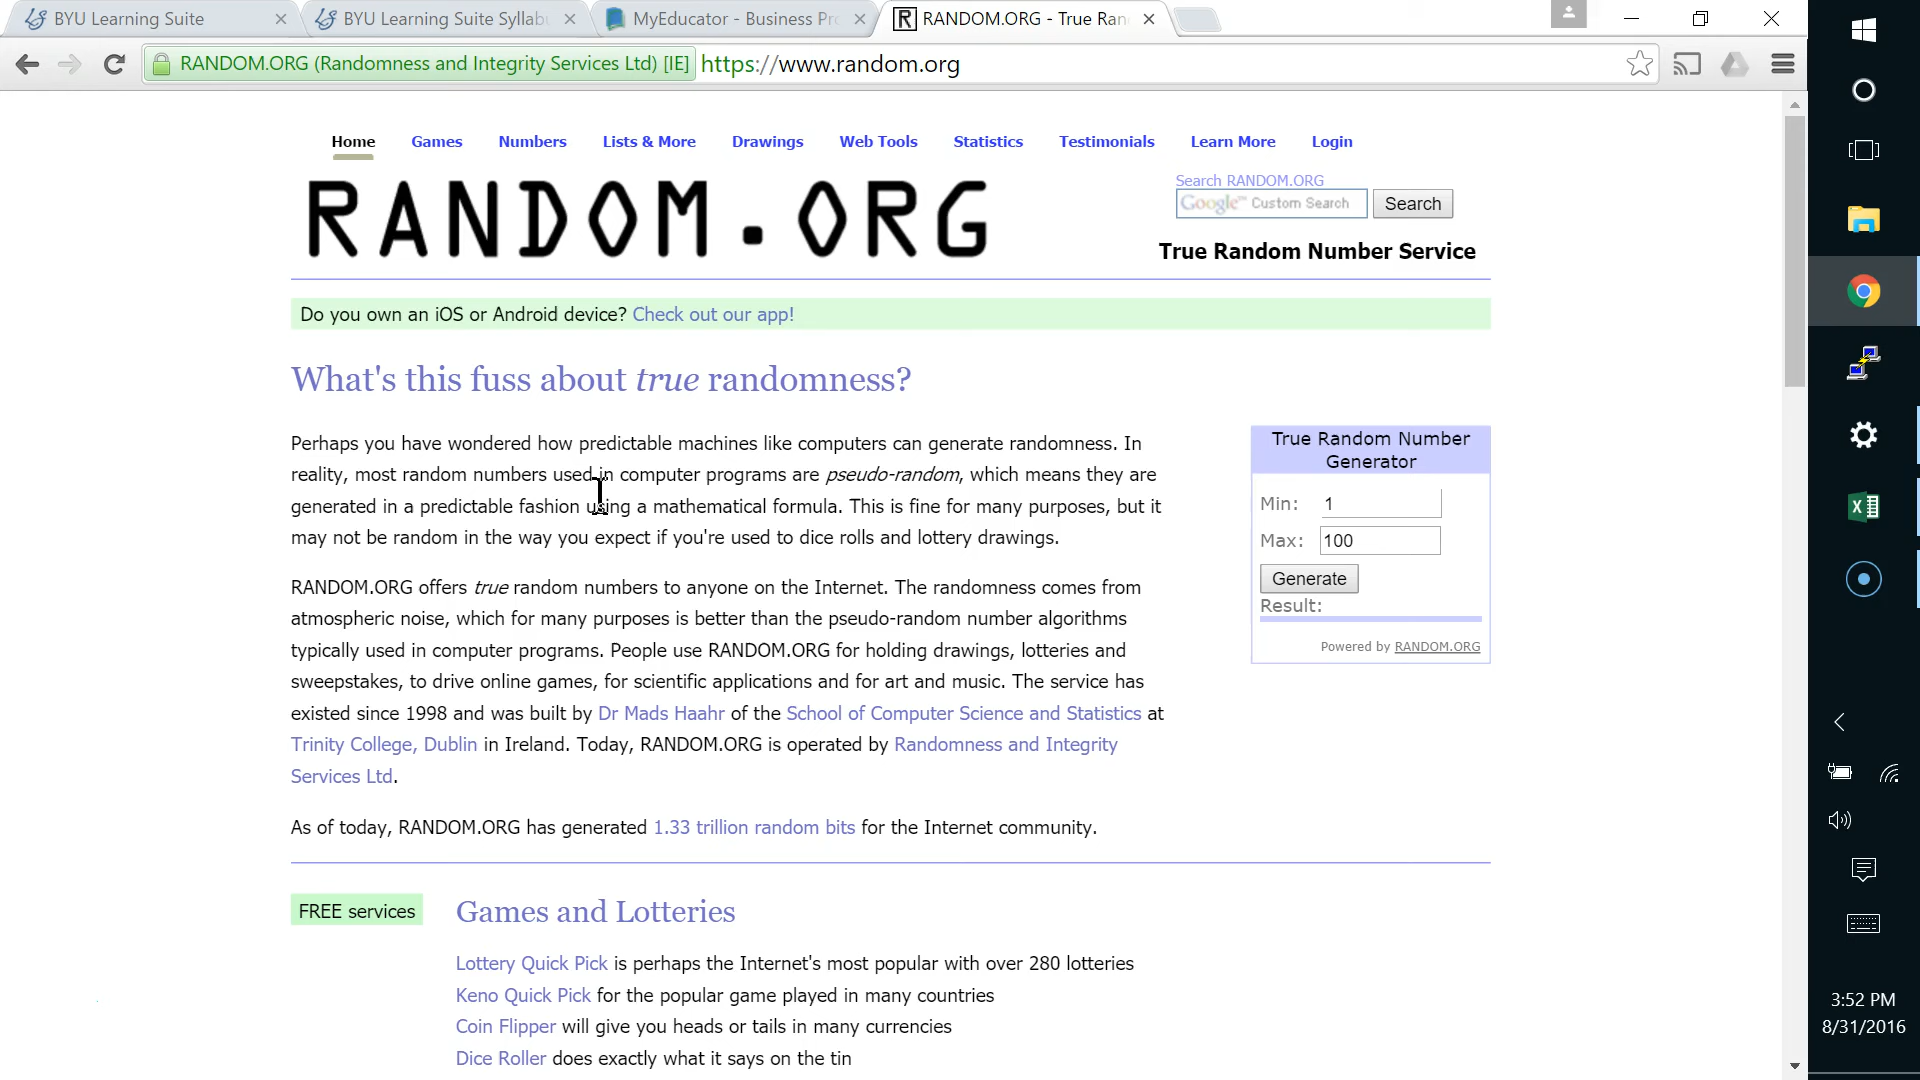 BYU Learning Suite
BYU Learning Suite Syllab
MyEducator - Business Pr
RANDOM.ORG - True Ran
RANDOM.ORG (Randomness and Integrity Services Ltd) [IE]
https://www.random.org
Home Games Numbers Lists & More Drawings Web Tools Statistics Testimonials Learn More Login
RANDOM.ORG
Search RANDOM.ORG
Google™ Custom Search
Search
True Random Number Service
Do you own an iOS or Android device? Check out our app!
What's this fuss about true randomness?
Perhaps you have wondered how predictable machines like computers can generate randomness. In
reality, most random numbers used in computer programs are pseudo-random, which means they are
generated in a predictable fashion using a mathematical formula. This is fine for many purposes, but it
may not be random in the way you expect if you're used to dice rolls and lottery drawings.
RANDOM.ORG offers true random numbers to anyone on the Internet. The randomness comes from
atmospheric noise, which for many purposes is better than the pseudo-random number algorithms
typically used in computer programs. People use RANDOM.ORG for holding drawings, lotteries and
sweepstakes, to drive online games, for scientific applications and for art and music. The service has
existed since 1998 and was built by Dr Mads Haahr of the School of Computer Science and Statistics at
Trinity College, Dublin in Ireland. Today, RANDOM.ORG is operated by Randomness and Integrity
Services Ltd.
As of today, RANDOM.ORG has generated 1.33 trillion random bits for the Internet community.
True Random Number
Generator
Min: 1
Max: 100
Generate
Result:
Powered by RANDOM.ORG
FREE services
Games and Lotteries
Lottery Quick Pick is perhaps the Internet's most popular with over 280 lotteries
Keno Quick Pick for the popular game played in many countries
Coin Flipper will give you heads or tails in many currencies
Dice Roller does exactly what it says on the tin
3:52 PM
8/31/2016